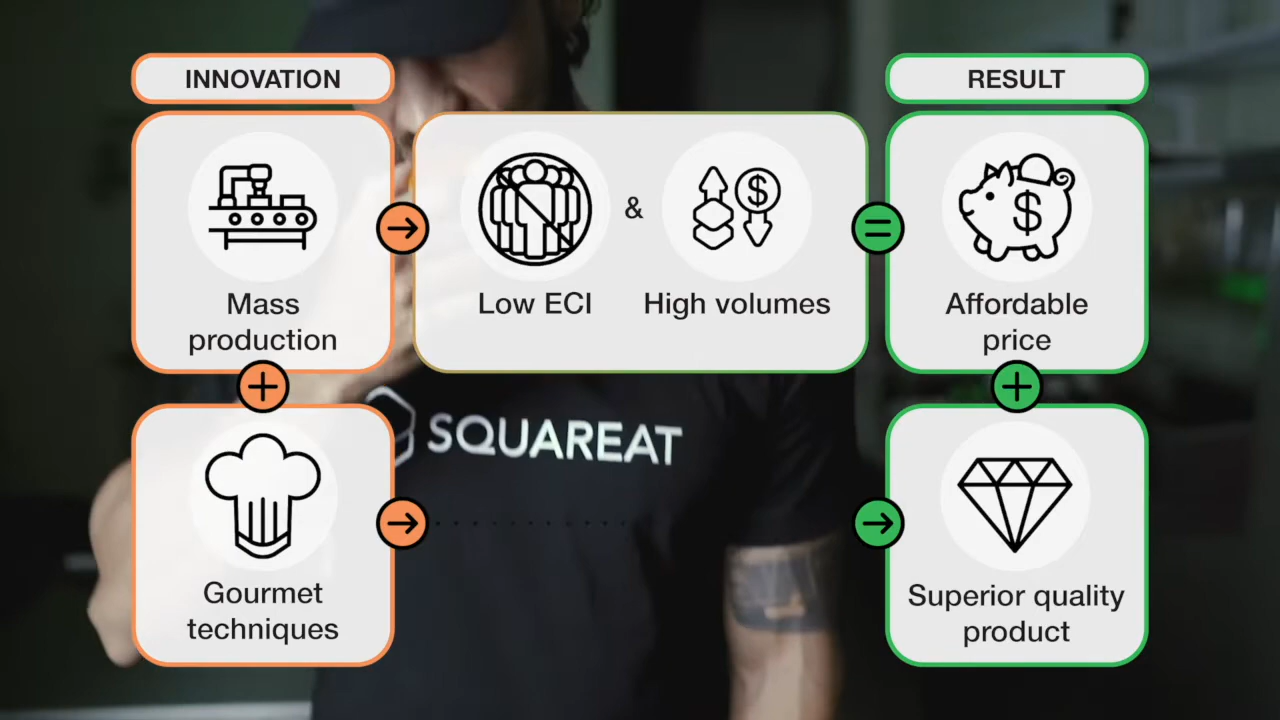 INNOVATION
RESULT
Mass
production
Low ECI
&
High volumes
$
=
Affordable
price
$
+
+
SQUAREAT
Gourmet
techniques
Superior quality
product